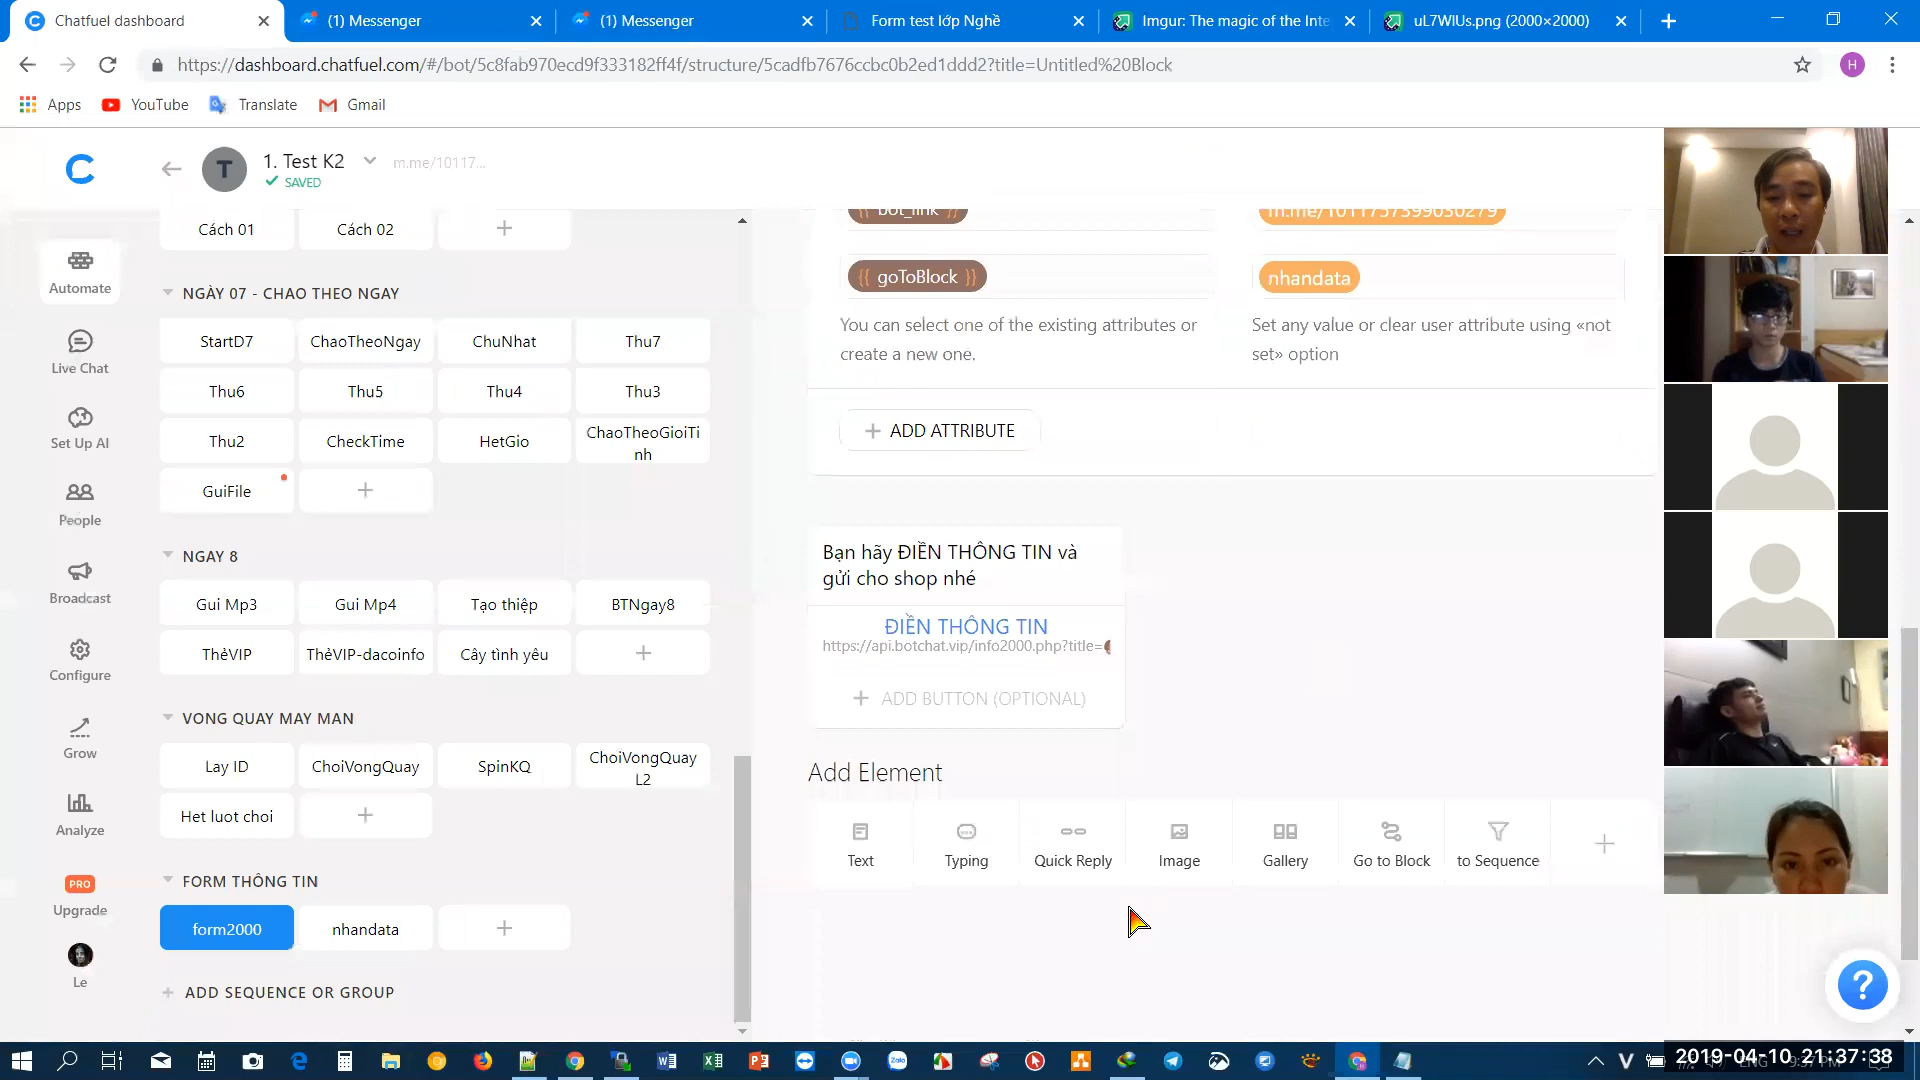 Chatfuel dashboard
(1) Messenger
(1) Messenger
Form test lớp Nghề
Imgur: The magic of the Inte
uL7WlUs.png (2000×2000)
https://dashboard.chatfuel.com/#/bot/5c8fab970ecd9f333182ff4f/structure/5cadfb7676ccbc0b2ed1ddd2?title=Untitled%20Block
H
Apps
YouTube
Translate
Gmail
T
1. Test K2
m.me/10117...
SAVED
Automate
Live Chat
Set Up AI
People
Broadcast
Configure
Grow
Analyze
PRO
Upgrade
Le
Cách 01
Cách 02
NGÀY 07 - CHAO THEO NGAY
StartD7
ChaoTheoNgay
ChuNhat
Thu7
Thu6
Thu5
Thu4
Thu3
Thu2
CheckTime
HetGio
ChaoTheoGioiTi
nh
GuiFile
NGAY 8
Gui Mp3
Gui Mp4
Tạo thiệp
BTNgay8
ThẻVIP
ThẻVIP-dacoinfo
Cây tình yêu
VONG QUAY MAY MAN
Lay ID
ChoiVongQuay
SpinKQ
ChoiVongQuay
L2
Het luot choi
FORM THÔNG TIN
form2000
nhandata
ADD SEQUENCE OR GROUP
{{ bot_link }}
m.me/1011757399030279
{{ goToBlock }}
nhandata
You can select one of the existing attributes or
create a new one.
Set any value or clear user attribute using «not
set» option
ADD ATTRIBUTE
Bạn hãy ĐIỀN THÔNG TIN và
gửi cho shop nhé
ĐIỀN THÔNG TIN
https://api.botchat.vip/info2000.php?title=
ADD BUTTON (OPTIONAL)
Add Element
Text
Typing
Quick Reply
Image
Gallery
Go to Block
to Sequence
?
2019-04-10 21:37:38